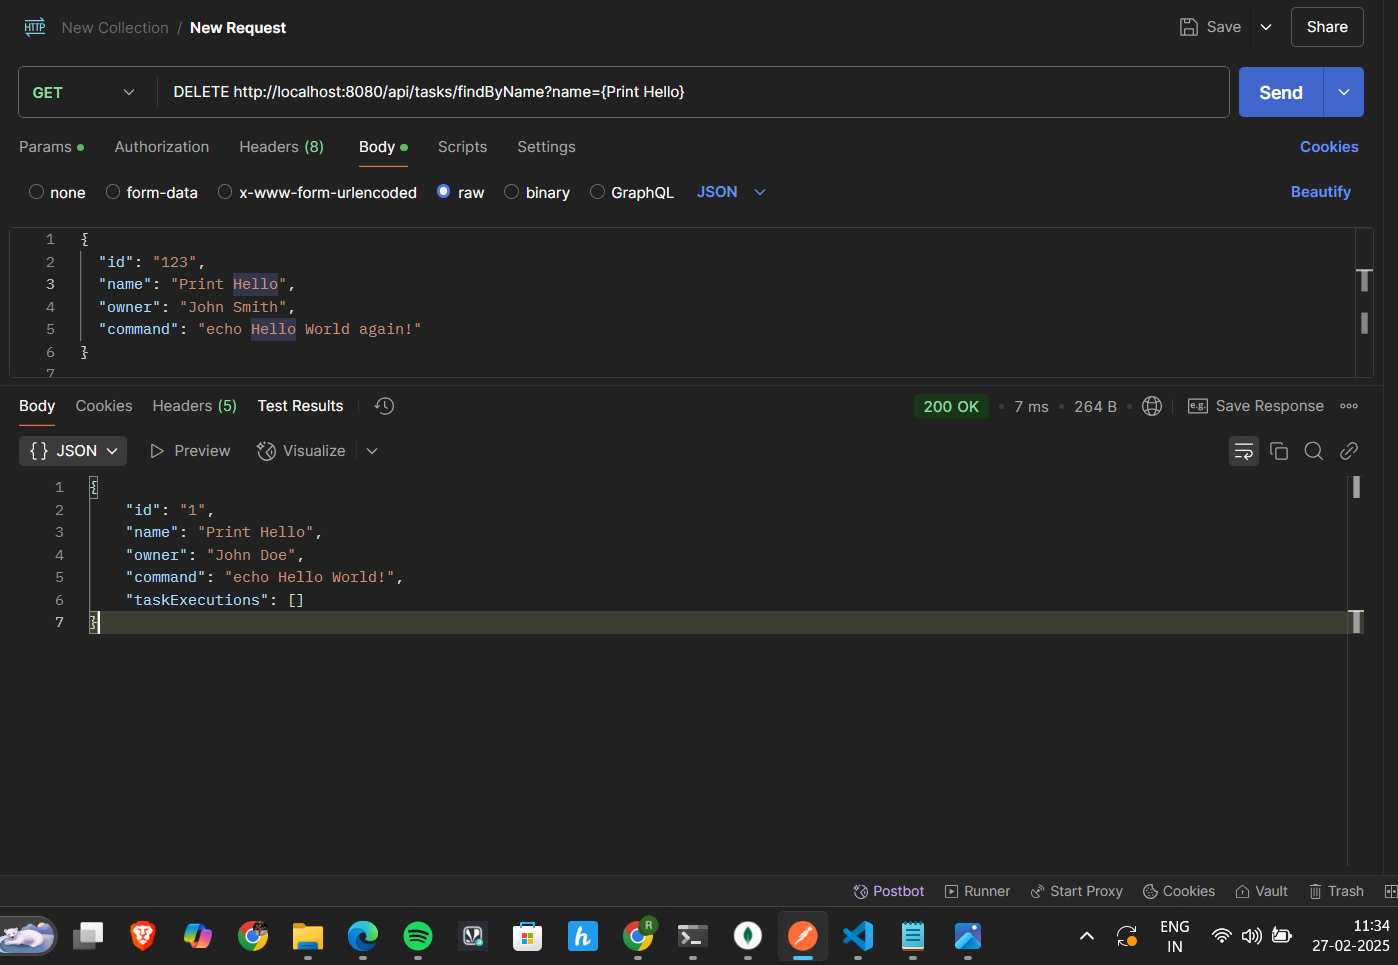 HTTP New Collection / New Request Save Share
GET DELETE http://localhost:8080/api/tasks/findByName?name={Print Hello} Send
Params Authorization Headers (8) Body Scripts Settings Cookies
none form-data x-www-form-urlencoded raw binary GraphQL JSON Beautify
1 {
2 "id": "123",
3 "name": "Print Hello",
4 "owner": "John Smith",
5 "command": "echo Hello World again!"
6 }
7
Body Cookies Headers (5) Test Results 200 OK • 7 ms • 264 B • e.g. Save Response
{} JSON Preview Visualize
1 {
2 "id": "1",
3 "name": "Print Hello",
4 "owner": "John Doe",
5 "command": "echo Hello World!",
6 "taskExecutions": []
7 }
Postbot Runner Start Proxy Cookies Vault Trash
h R ENG 11:34
IN 27-02-2025